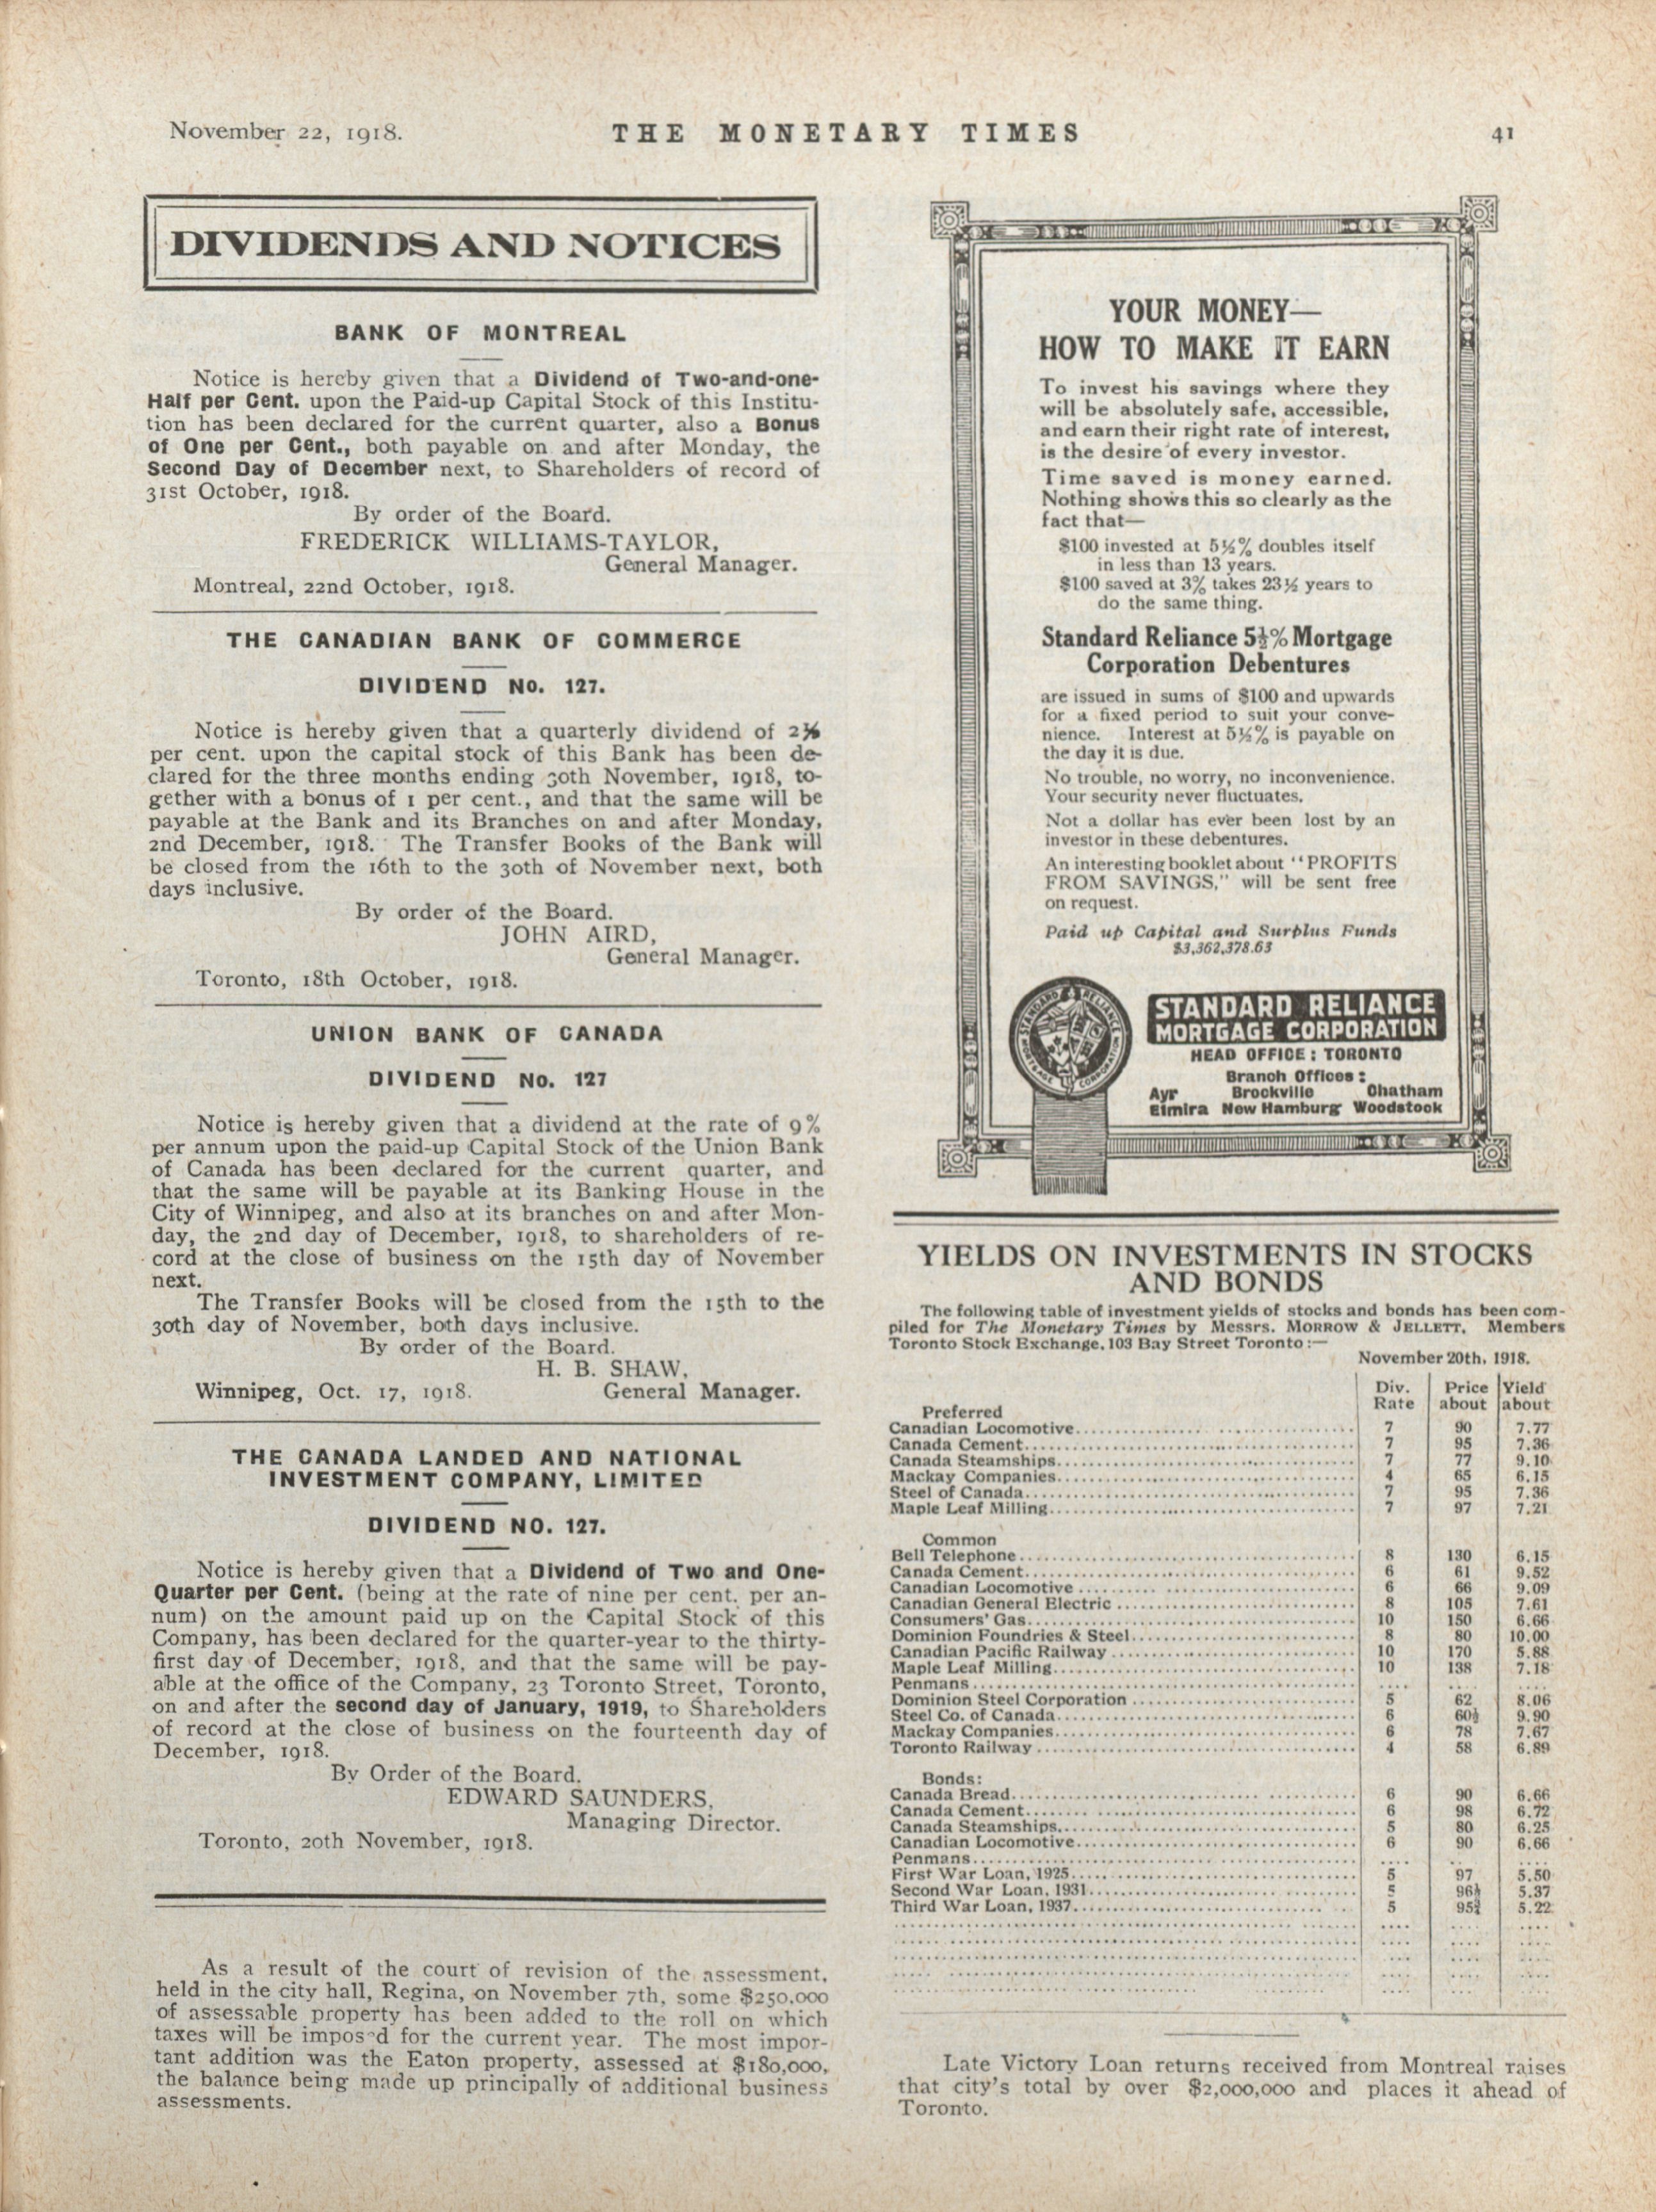 November 22, 1918.
THE MONETARY TIMES
41
DIVIDENDS AND NOTICES
BANK OF MONTREAL
Notice is hereby given that a Dividend of Two-and-one-
Half per Cent. upon the Paid-up Capital Stock of this Institu-
tion has been declared for the current quarter, also a Bonus
of One per Cent., both payable on and after Monday, the
Second Day of December next, to Shareholders of record of
31st October, 1918.
By order of the Board.
FREDERICK WILLIAMS-TAYLOR,
General Manager.
Montreal, 22nd October, 1918.
THE CANADIAN BANK OF COMMERCE
DIVIDEND No. 127.
Notice is hereby given that a quarterly dividend of 2½
per cent. upon the capital stock of this Bank has been de-
clared for the three months ending 30th November, 1918, to-
gether with a bonus of 1 per cent., and that the same will be
payable at the Bank and its Branches on and after Monday,
2nd December, 1918. The Transfer Books of the Bank will
be closed from the 16th to the 30th of November next, both
days inclusive.
By order of the Board.
JOHN AIRD,
General Manager.
Toronto, 18th October, 1918.
UNION BANK OF CANADA
DIVIDEND No. 127
Notice is hereby given that a dividend at the rate of 9%
per annum upon the paid-up Capital Stock of the Union Bank
of Canada has been declared for the current quarter, and
that the same will be payable at its Banking House in the
City of Winnipeg, and also at its branches on and after Mon-
day, the 2nd day of December, 1918, to shareholders of re-
cord at the close of business on the 15th day of November
next.
The Transfer Books will be closed from the 15th to the
30th day of November, both days inclusive.
By order of the Board.
H. B. SHAW,
Winnipeg, Oct. 17, 1918. General Manager.
THE CANADA LANDED AND NATIONAL
INVESTMENT COMPANY, LIMITED
DIVIDEND NO. 127.
Notice is hereby given that a Dividend of Two and One-
Quarter per Cent. (being at the rate of nine per cent. per an-
num) on the amount paid up on the Capital Stock of this
Company, has been declared for the quarter-year to the thirty-
first day of December, 1918, and that the same will be pay-
able at the office of the Company, 23 Toronto Street, Toronto,
on and after the second day of January, 1919, to Shareholders
of record at the close of business on the fourteenth day of
December, 1918.
By Order of the Board.
EDWARD SAUNDERS,
Managing Director.
Toronto, 20th November, 1918.
As a result of the court of revision of the assessment,
held in the city hall, Regina, on November 7th, some $250,000
of assessable property has been added to the roll on which
taxes will be imposed for the current year. The most impor-
tant addition was the Eaton property, assessed at $180,000,
the balance being made up principally of additional business
assessments.
YOUR MONEY—
HOW TO MAKE IT EARN
To invest his savings where they
will be absolutely safe, accessible,
and earn their right rate of interest,
is the desire of every investor.
Time saved is money earned.
Nothing shows this so clearly as the
fact that—
$100 invested at 5½% doubles itself
in less than 13 years.
$100 saved at 3% takes 23½ years to
do the same thing.
Standard Reliance 5½% Mortgage
Corporation Debentures
are issued in sums of $100 and upwards
for a fixed period to suit your conve-
nience. Interest at 5½% is payable on
the day it is due.
No trouble, no worry, no inconvenience.
Your security never fluctuates.
Not a dollar has ever been lost by an
investor in these debentures.
An interesting booklet about "PROFITS
FROM SAVINGS," will be sent free
on request.
Paid up Capital and Surplus Funds
$3,362,378.63
STANDARD RELIANCE
MORTGAGE CORPORATION
STANDARD RELIANCE
MORTGAGE CORPORATION
HEAD OFFICE: TORONTO
Branch Offices:
Ayr Brockville Chatham
Elmira New Hamburg Woodstock
YIELDS ON INVESTMENTS IN STOCKS
AND BONDS
The following table of investment yields of stocks and bonds has been com-
piled for The Monetary Times by Messrs. MORROW & JELLETT, Members
Toronto Stock Exchange, 103 Bay Street Toronto:—
November 20th, 1918.
Div. Price Yield
Rate about about
Preferred
Canadian Locomotive 7 90 7.77
Canada Cement 7 95 7.36
Canada Steamships 7 77 9.10
Mackay Companies 4 65 6.15
Steel of Canada 7 95 7.36
Maple Leaf Milling 7 97 7.21
Common
Bell Telephone 8 130 6.15
Canada Cement 6 61 9.52
Canadian Locomotive 6 66 9.09
Canadian General Electric 8 105 7.61
Consumers' Gas 10 150 6.66
Dominion Foundries & Steel 8 80 10.00
Canadian Pacific Railway 10 170 5.88
Maple Leaf Milling 10 138 7.18
Penmans .... .. ....
Dominion Steel Corporation 5 62 8.06
Steel Co. of Canada 6 60½ 9.90
Mackay Companies 6 78 7.67
Toronto Railway 4 58 6.89
Bonds:
Canada Bread 6 90 6.66
Canada Cement 6 98 6.72
Canada Steamships 5 80 6.25
Canadian Locomotive 6 90 6.66
Penmans .... .. ....
First War Loan, 1925 5 97 5.50
Second War Loan, 1931 5 96½ 5.37
Third War Loan, 1937 5 95¾ 5.22
Late Victory Loan returns received from Montreal raises
that city's total by over $2,000,000 and places it ahead of
Toronto.